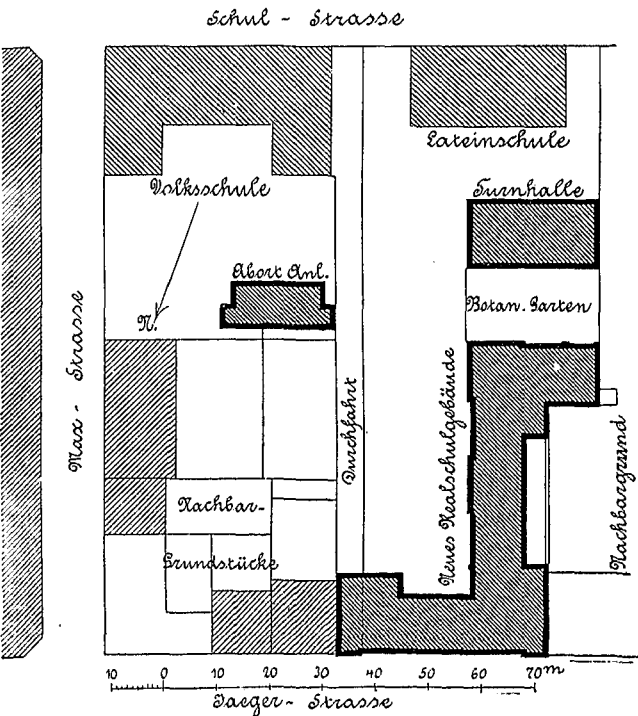 Schul - Strasse
Lateinschule
Turnhalle
Volksschule
Abort Anl.
Botan. Garten
N.
Max - Strasse
Durchfahrt
Neues Realschulgebäude
Nachbargrund
Nachbar-
Grundstücke
10 0 10 20 30 40 50 60 70m
Jaeger - Strasse